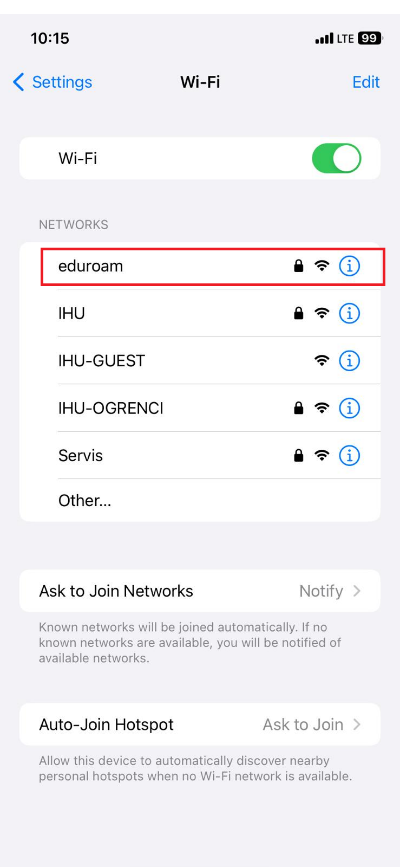 10:15 LTE 99
Settings Wi-Fi Edit
Wi-Fi
NETWORKS
eduroam
IHU
IHU-GUEST
IHU-OGRENCI
Servis
Other...
Ask to Join Networks Notify
Known networks will be joined automatically. If no
known networks are available, you will be notified of
available networks.
Auto-Join Hotspot Ask to Join
Allow this device to automatically discover nearby
personal hotspots when no Wi-Fi network is available.